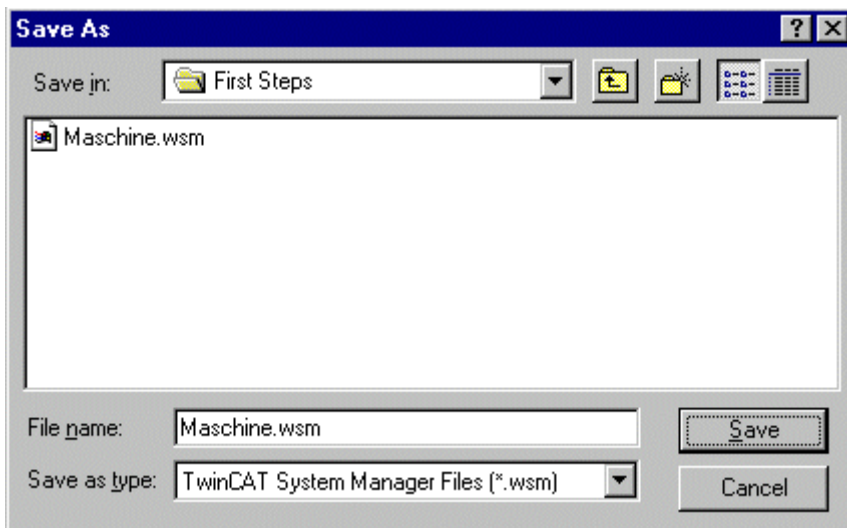 Save As
Save in: First Steps
Maschine.wsm
File name: Maschine.wsm
Save
Save as type: TwinCAT System Manager Files (*.wsm)
Cancel